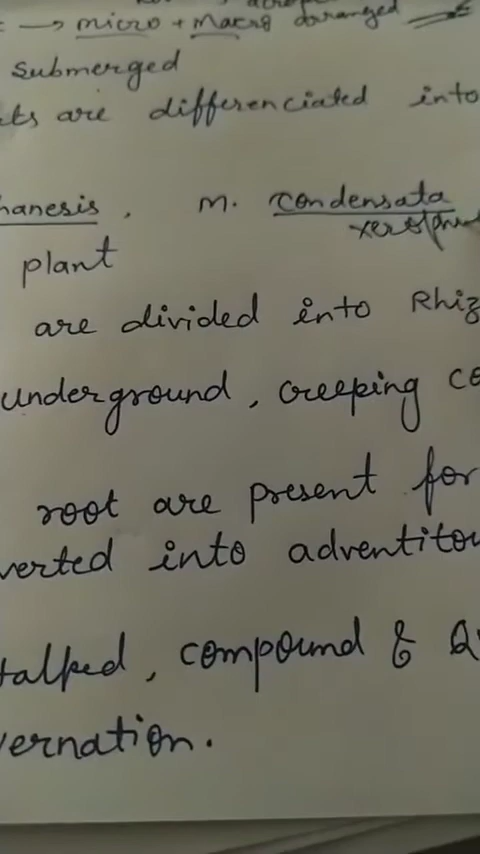 → micro + Macro
submerged
ts are differenciated into
hanesis, M. condensata
plant
are divided into Rhiz
underground, creeping
root are present for
verted into adventitou
talked, compound &
vernation.